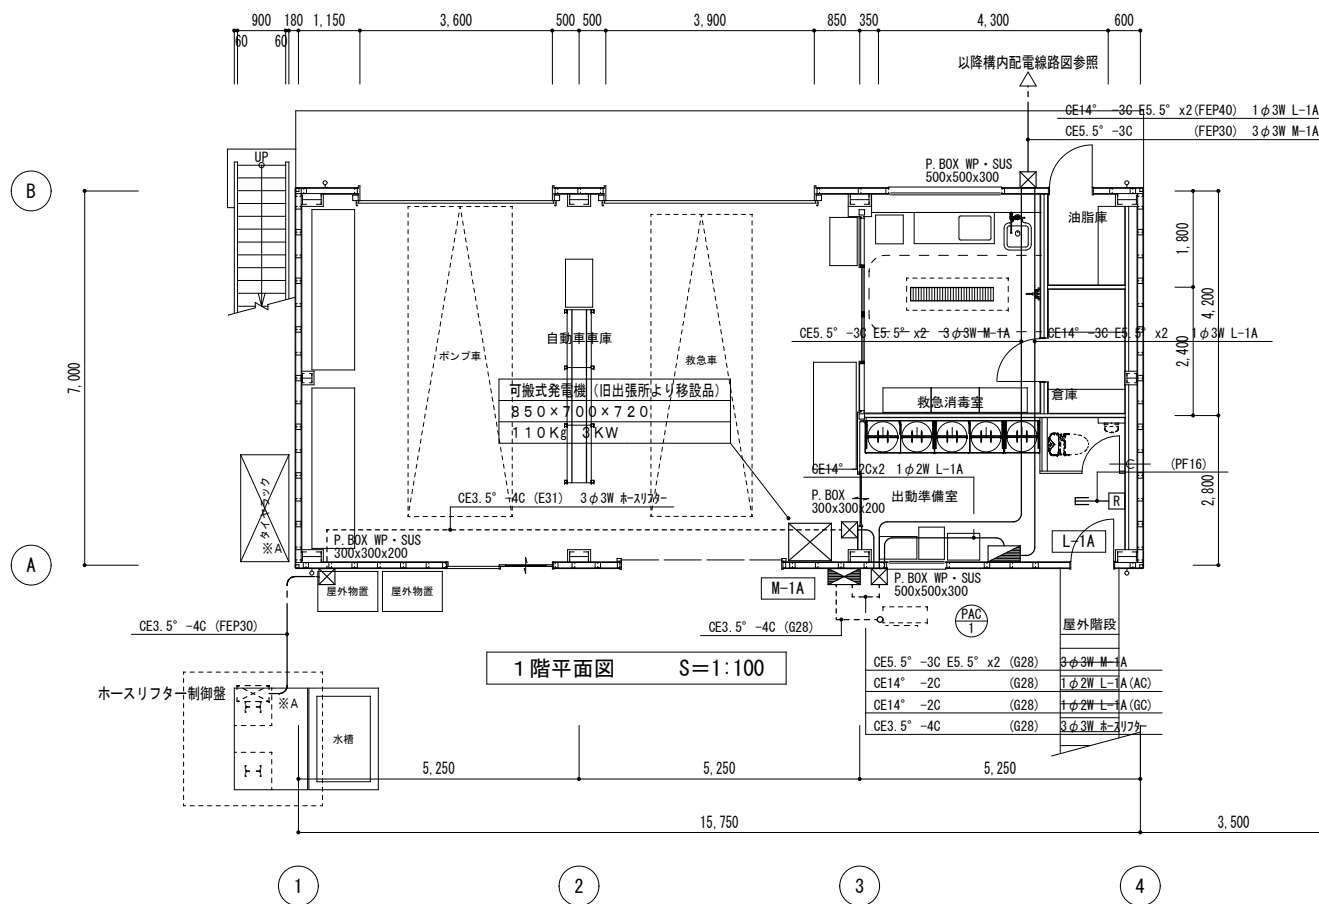 900 180 1,150 3,600 500 500 3,900 850 350 4,300 600
60 60
以降構内配電線路図参照
CE14° -3C E5.5° x2(FEP40) 1φ3W L-1A
CE5.5° -3C (FEP30) 3φ3W M-1A
UP
P.BOX WP・SUS
500x500x300
B
油脂庫
1,800
4,200
自動車車庫
CE5.5° -3C E5.5° x2 3φ3W M-1A
CE14° -3C E5.5° x2 1φ3W L-1A
ポンプ車
救急車
2,400
7,000
可搬式発電機（旧出張所より移設品）
850×700×720
110Kg 3KW
救急消毒室
倉庫
CE14° -2Cx2 1φ2W L-1A
C
(PF16)
タイヤラック
※A
CE3.5° -4C (E31) 3φ3W ホースリフター
P.BOX
300x300x200
出動準備室
R
2,800
P.BOX WP・SUS
300x300x200
L-1A
A
屋外物置
屋外物置
M-1A
P.BOX WP・SUS
500x500x300
CE3.5° -4C (FEP30)
CE3.5° -4C (G28)
PAC
1
屋外階段
1階平面図 S=1:100
CE5.5° -3C E5.5° x2 (G28) 3φ3W M-1A
CE14° -2C (G28) 1φ2W L-1A(AC)
CE14° -2C (G28) 1φ2W L-1A(GC)
CE3.5° -4C (G28) 3φ3W ホースリフター
ホースリフター制御盤
※A
水槽
5,250 5,250 5,250
15,750 3,500
1 2 3 4